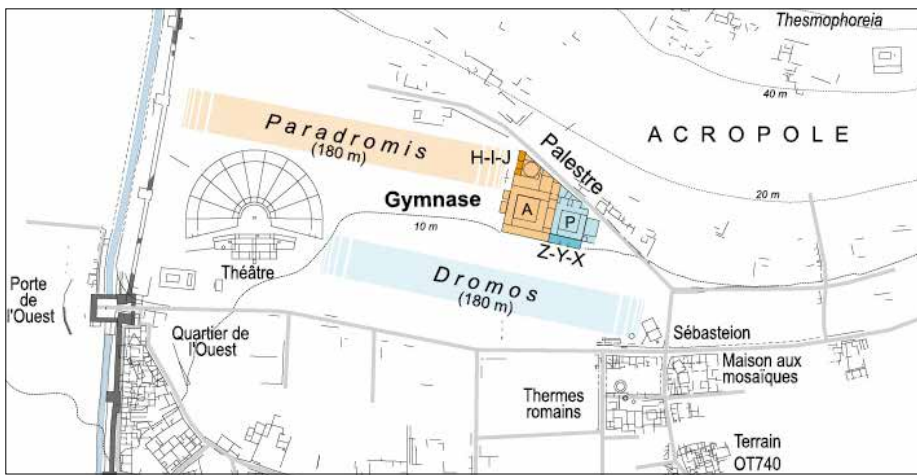 Thesmophoreia
40 m
ACROPOLE
Paradromis
(180 m)
H-I-J
Palestre
20 m
Gymnase
A
P
10 m
Z-Y-X
Théâtre
Dromos
(180 m)
Porte
de
l'Ouest
Quartier de
l'Ouest
Sébasteion
Maison aux
mosaïques
Thermes
romains
Terrain
OT740